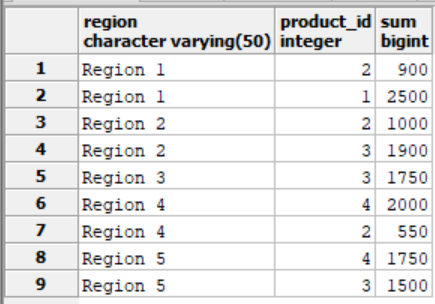 region product_id sum
character varying(50) integer bigint
1 Region 1 2 900
2 Region 1 1 2500
3 Region 2 2 1000
4 Region 2 3 1900
5 Region 3 3 1750
6 Region 4 4 2000
7 Region 4 2 550
8 Region 5 4 1750
9 Region 5 3 1500